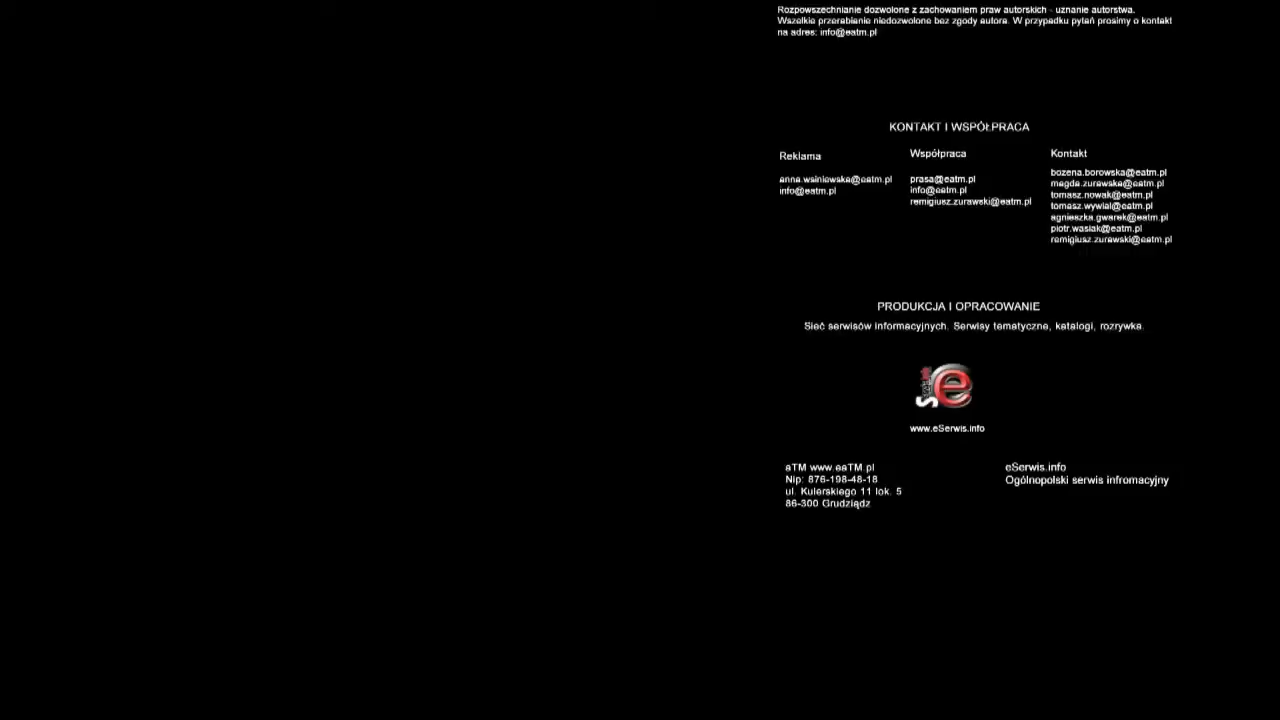 Rozpowszechnianie dozwolone z zachowaniem praw autorskich - uznanie autorstwa.
Wszelkie przerabianie niedozwolone bez zgody autora. W przypadku pytań prosimy o kontakt
na adres: info@eatm.pl
KONTAKT I WSPÓŁPRACA
Reklama
anna.wsiniewska@eatm.pl
info@eatm.pl
Współpraca
prasa@eatm.pl
info@eatm.pl
remigiusz.zurawski@eatm.pl
Kontakt
bozena.borowska@eatm.pl
magda.zurawska@eatm.pl
tomasz.nowak@eatm.pl
tomasz.wywial@eatm.pl
agnieszka.gwarek@eatm.pl
piotr.wasiak@eatm.pl
remigiusz.zurawski@eatm.pl
PRODUKCJA I OPRACOWANIE
Sieć serwisów informacyjnych. Serwisy tematyczne, katalogi, rozrywka.
e
www.eSerwis.info
aTM www.eaTM.pl
Nip: 876-198-48-18
ul. Kulerskiego 11 lok. 5
86-300 Grudziądz
eSerwis.info
Ogólnopolski serwis infromacyjny